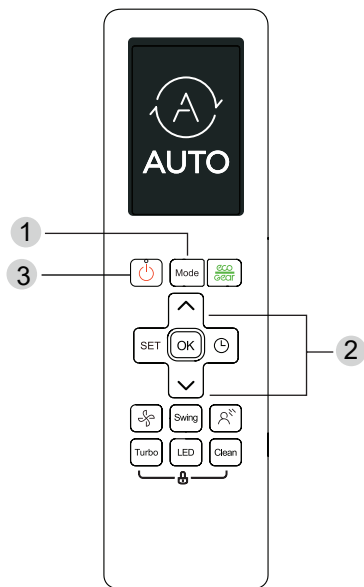 A
AUTO
1
3
Mode
eco
gear
2
SET
OK
Swing
Turbo
LED
Clean